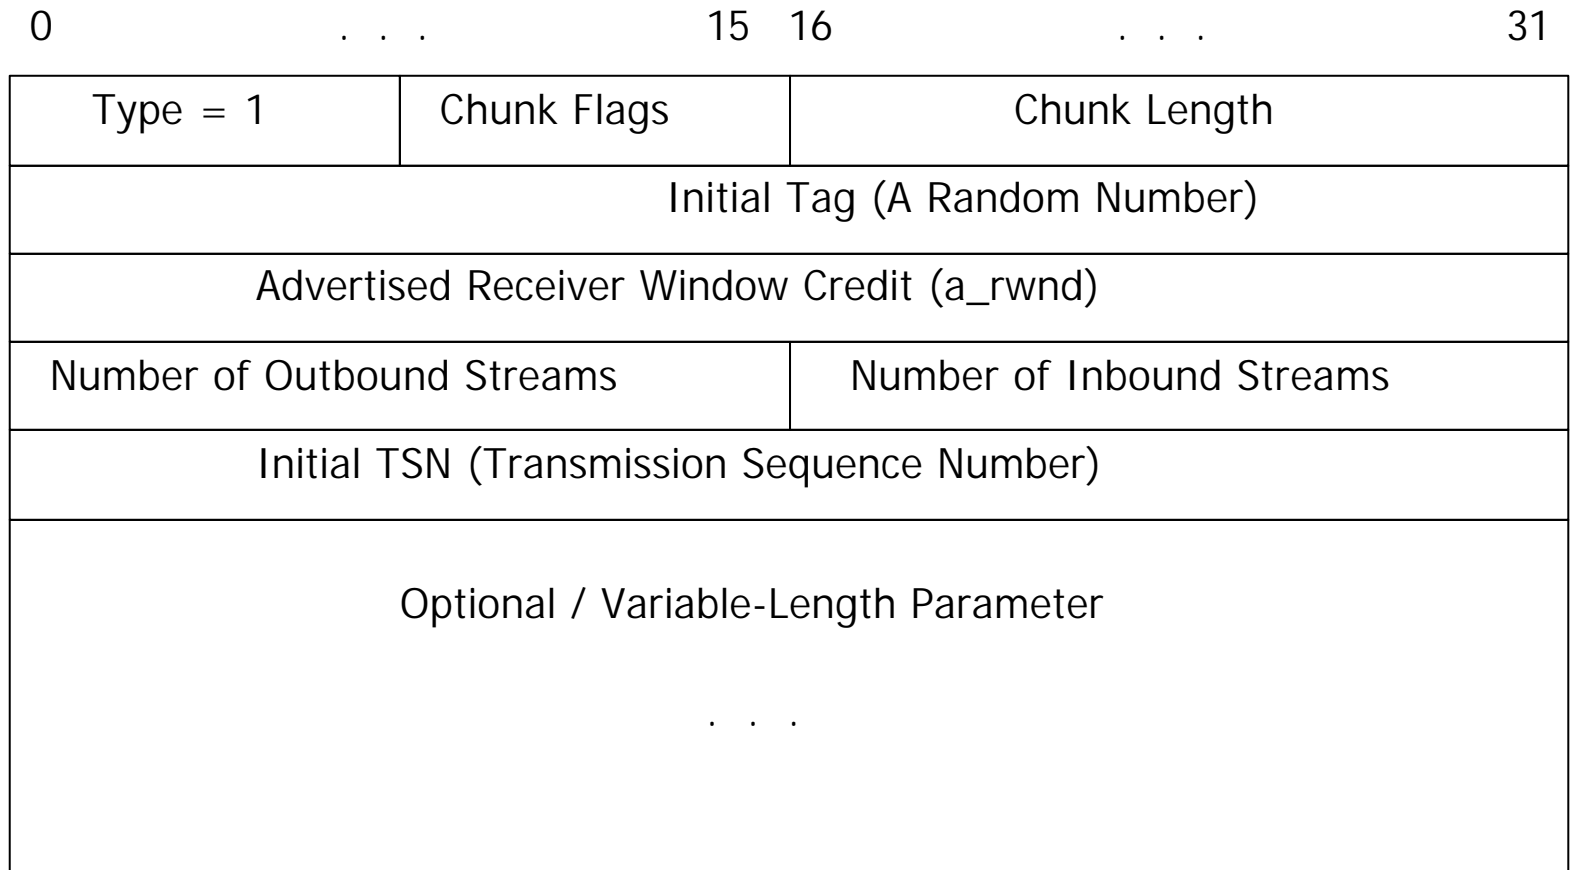 0 . . . 15 16 . . . 31
Type = 1 Chunk Flags Chunk Length
Initial Tag (A Random Number)
Advertised Receiver Window Credit (a_rwnd)
Number of Outbound Streams Number of Inbound Streams
Initial TSN (Transmission Sequence Number)
Optional / Variable-Length Parameter
. . .